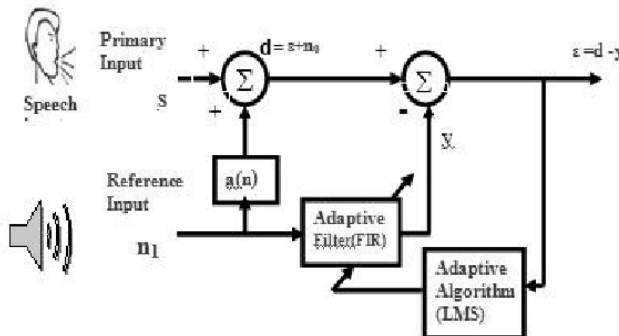 Primary
Input
+
d = s+n0
+
ε =d -y
Σ
Σ
Speech
s
+
-
y
a(n)
Reference
Input
n1
Adaptive
Filter(FIR)
Adaptive
Algorithm
(LMS)